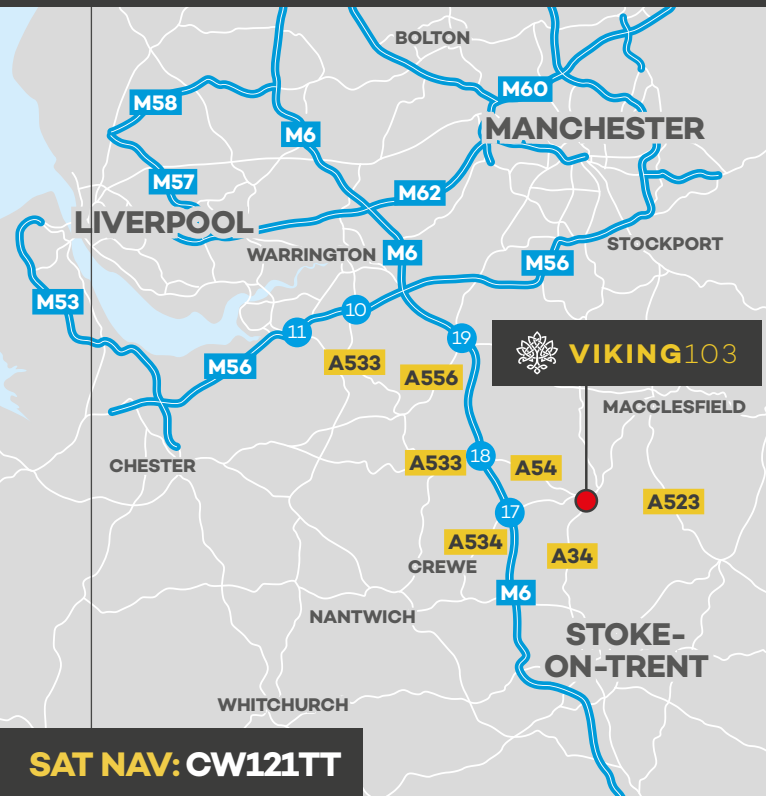 BOLTON
M60
M58
MANCHESTER
M6
M57
M62
LIVERPOOL
STOCKPORT
WARRINGTON
M6
M56
M53
10
11
19
VIKING103
M56
A533
A556
MACCLESFIELD
18
A533
A54
CHESTER
A523
17
A534
A34
CREWE
M6
NANTWICH
STOKE-
ON-TRENT
WHITCHURCH
SAT NAV: CW121TT